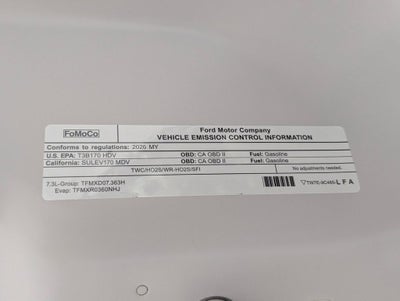 FoMoCo
Ford Motor Company
VEHICLE EMISSION CONTROL INFORMATION
Conforms to regulations: 2026 MY
U.S. EPA: T3B170 HDV OBD: CA OBD II Fuel: Gasoline
California: SULEV170 MDV OBD: CA OBD II Fuel: Gasoline
TWC/HO2S/WR-HO2S/SFI
No adjustments needed.
7.3L-Group: TFMXD07.363H
Evap: TFMXR0360NHJ
LFA